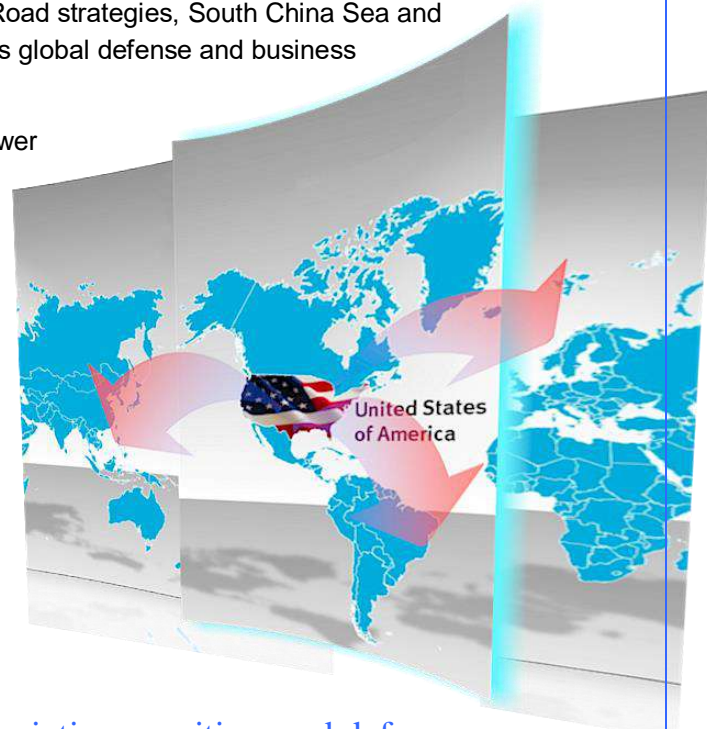 Road strategies, South China Sea and
s global defense and business
wer
United States
of America